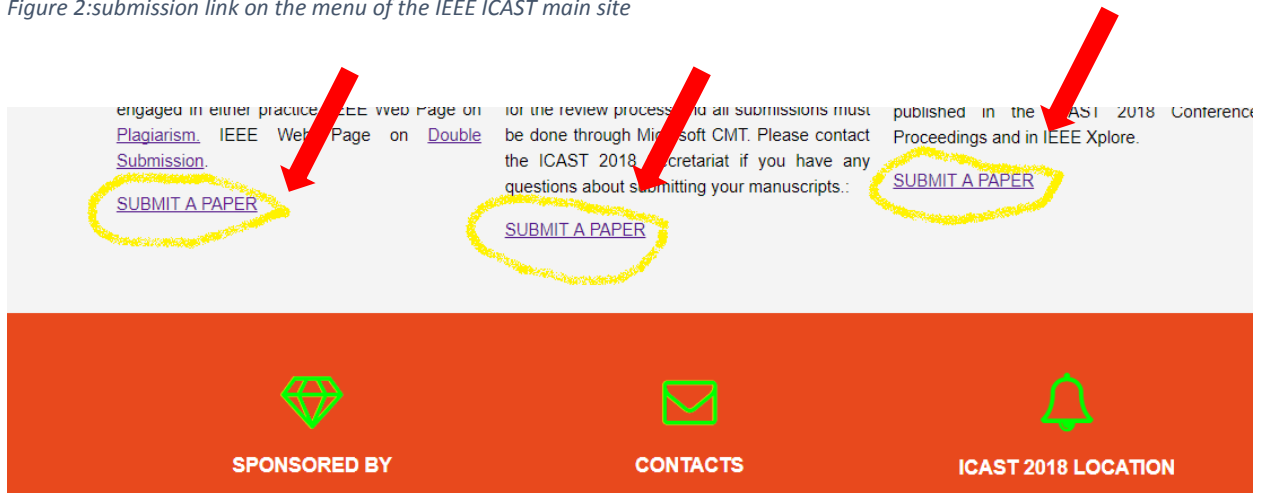 Figure 2:submission link on the menu of the IEEE ICAST main site
engaged in either practice. IEEE Web Page on
Plagiarism. IEEE Web Page on Double
Submission.
SUBMIT A PAPER
for the review process and all submissions must
be done through Microsoft CMT. Please contact
the ICAST 2018 Secretariat if you have any
questions about submitting your manuscripts.:
SUBMIT A PAPER
published in the ICAST 2018 Conference
Proceedings and in IEEE Xplore.
SUBMIT A PAPER
SPONSORED BY
CONTACTS
ICAST 2018 LOCATION